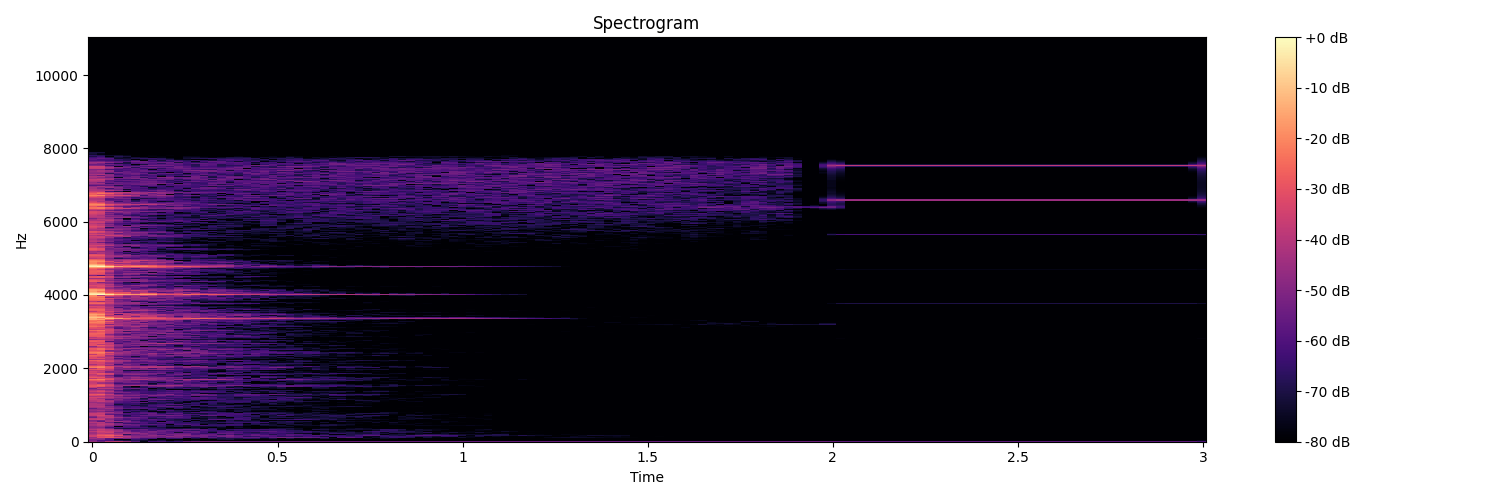 Spectrogram
Hz
10000
8000
6000
4000
2000
0
0
0.5
1
1.5
2
2.5
3
Time
+0 dB
-10 dB
-20 dB
-30 dB
-40 dB
-50 dB
-60 dB
-70 dB
-80 dB